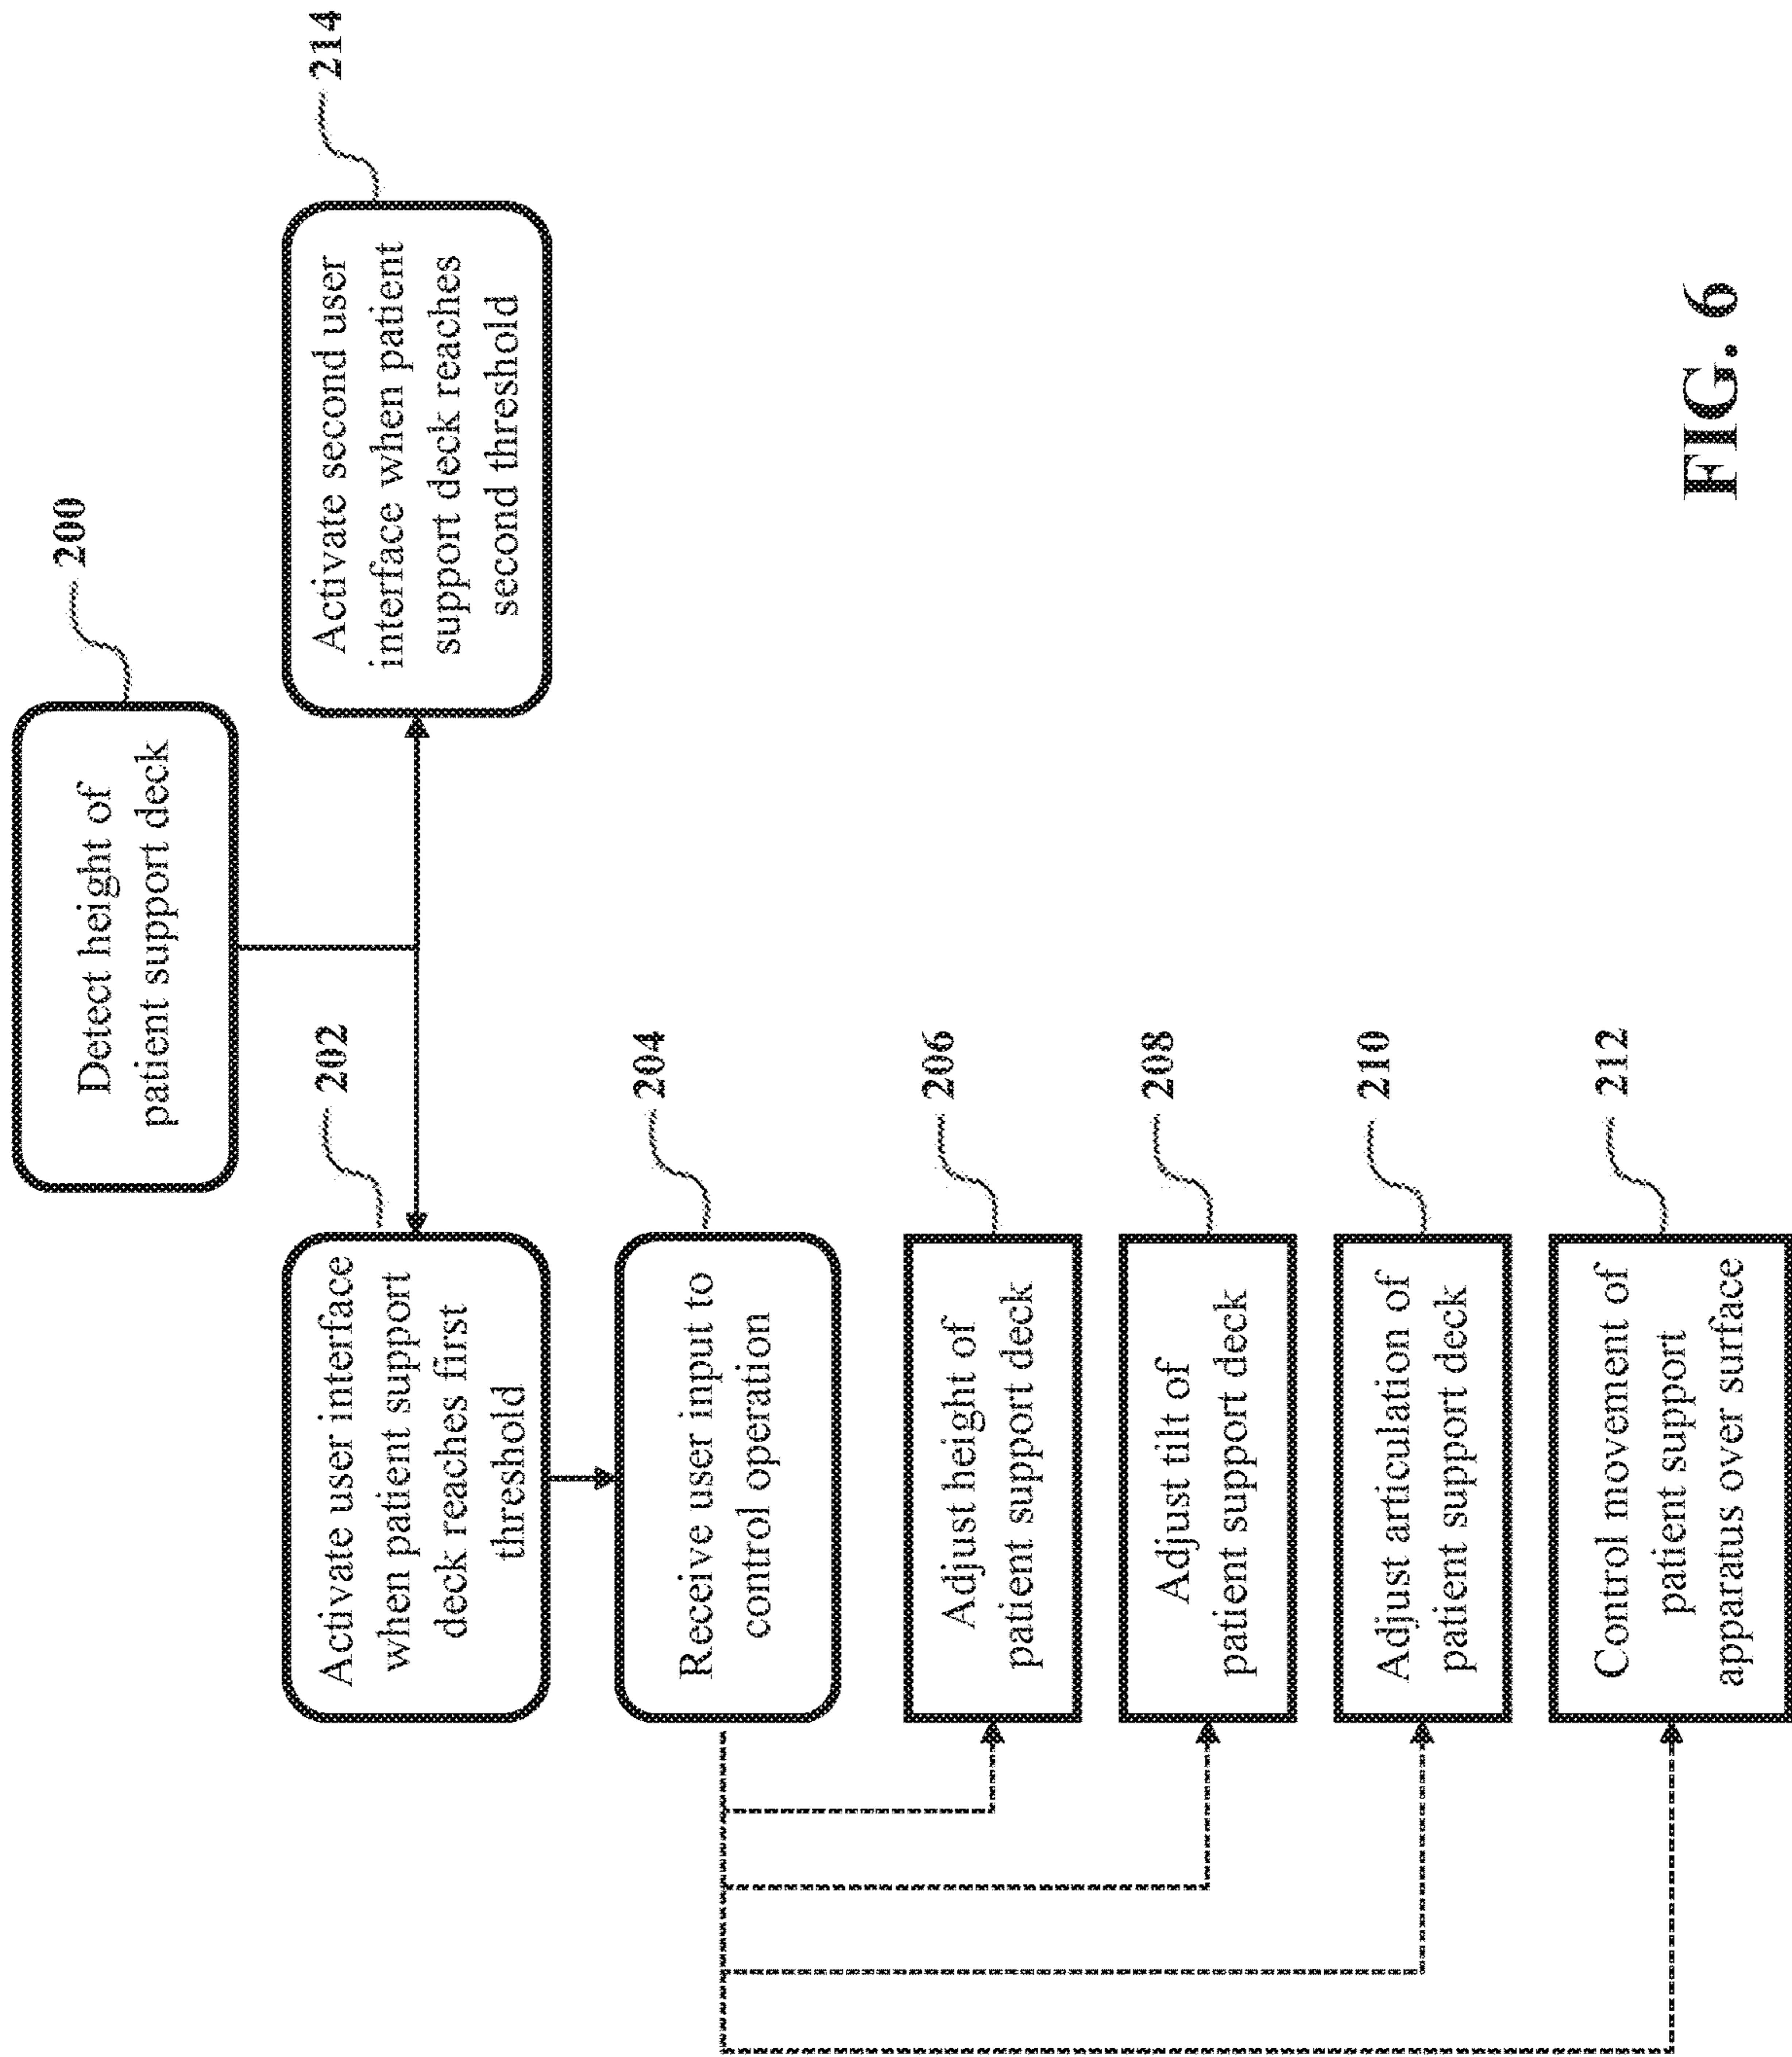 200
Detect height of
patient support deck
202
Activate user interface
when patient support
deck reaches first
threshold
214
Activate second user
interface when patient
support deck reaches
second threshold
204
Receive user input to
control operation
206
Adjust height of
patient support deck
208
Adjust tilt of
patient support deck
210
Adjust articulation of
patient support deck
212
Control movement of
patient support
apparatus over surface
FIG. 6